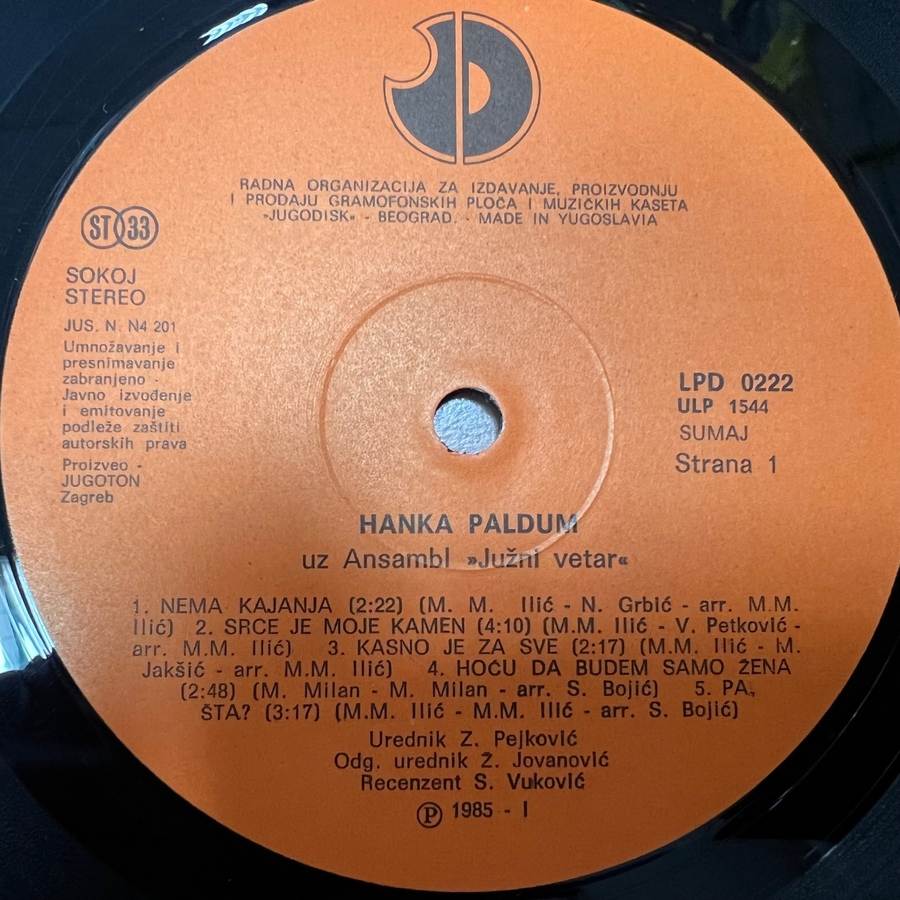 RADNA ORGANIZACIJA ZA IZDAVANJE, PROIZVODNJU
I PRODAJU GRAMOFONSKIH PLOČA I MUZIČKIH KASETA
»JUGODISK« - BEOGRAD. - MADE IN YUGOSLAVIA
ST 33
SOKOJ
STEREO
JUS. N. N4 201
Umnožavanje i
presnimavanje
zabranjeno -
Javno izvođenje
i emitovanje
podleže zaštiti
autorskih prava
Proizveo -
JUGOTON
Zagreb
LPD 0222
ULP 1544
SUMAJ
Strana 1
HANKA PALDUM
uz Ansambl »Južni vetar«
1. NEMA KAJANJA (2:22) (M. M. Ilić - N. Grbić - arr. M.M.
Ilić) 2. SRCE JE MOJE KAMEN (4:10) (M.M. Ilić - V. Petković -
arr. M.M. Ilić) 3. KASNO JE ZA SVE (2:17) (M.M. Ilić - M.
Jakšić - arr. M.M. Ilić) 4. HOĆU DA BUDEM SAMO ŽENA
(2:48) (M. Milan - M. Milan - arr. S. Bojić) 5. PA,
ŠTA? (3:17) (M.M. Ilić - M.M. Ilić - arr. S. Bojić)
Urednik Z. Pejković
Odg. urednik Ž. Jovanović
Recenzent S. Vuković
Ⓟ 1985 - I